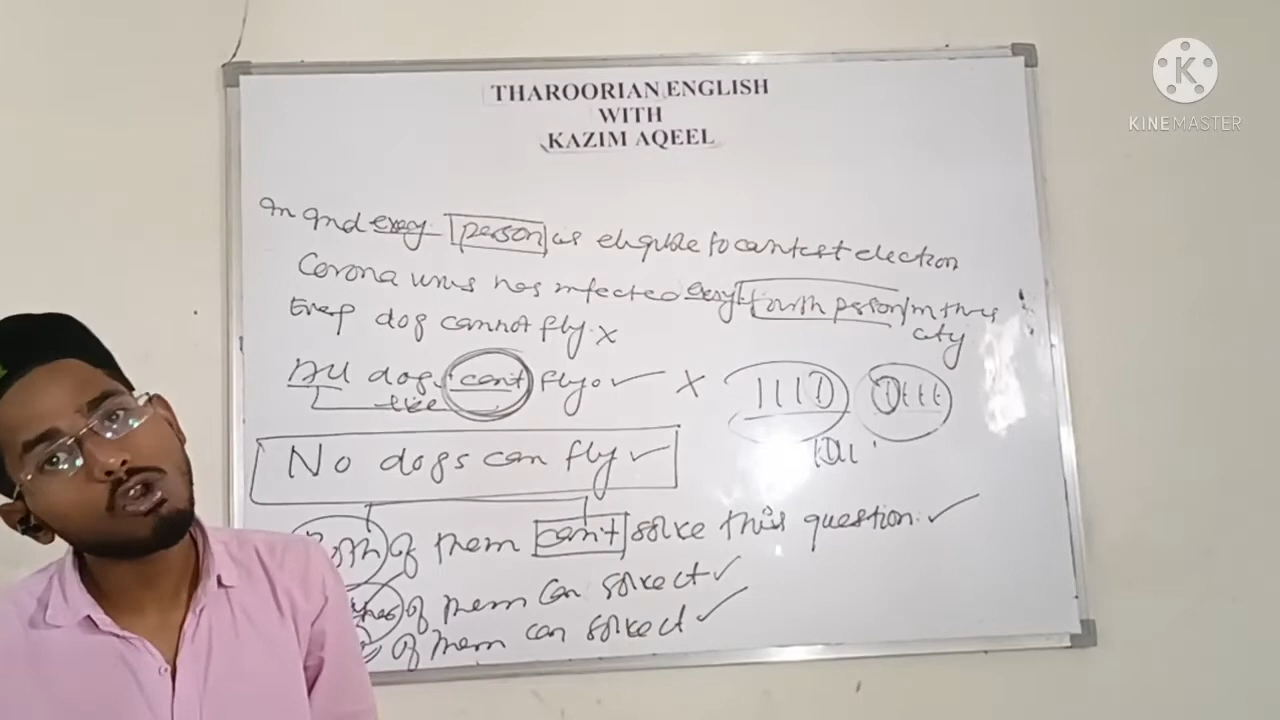 THAROORIAN ENGLISH
WITH
KAZIM AQEEL
KINEMASTER
In Ind every person is eligible to contest election
Corona virus has infected every fourth person in this
city
Every dog cannot fly x
All dogs can't fly ✓ x
No dogs can fly ✓
Both of them can't solve this question. ✓
of them can solve it ✓
of them can solve it ✓